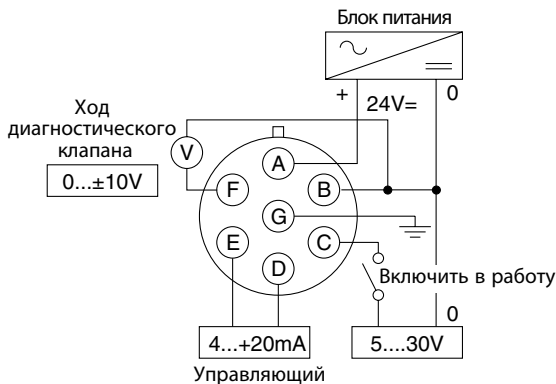 Блок питания
+
24V=
0
Ход
диагностического
клапана
V
0...±10V
A
F
B
G
E
C
D
Включить в работу
0
4...+20mA
5....30V
Управляющий